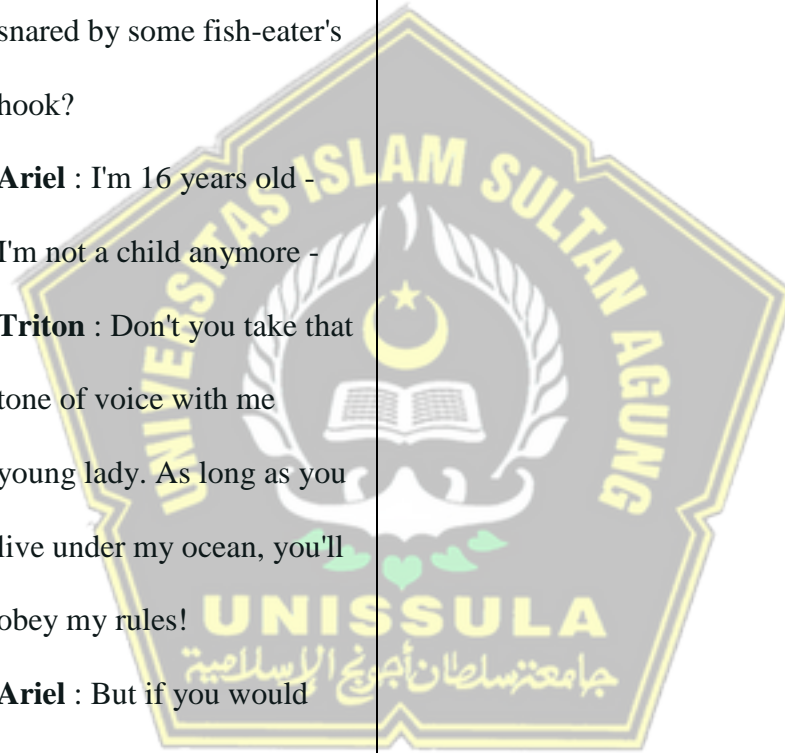 snared by some fish-eater's
hook?
Ariel : I'm 16 years old -
I'm not a child anymore -
Triton : Don't you take that
tone of voice with me
young lady. As long as you
live under my ocean, you'll
obey my rules!
Ariel : But if you would
UNIVERSITAS ISLAM SULTAN AGUNG
UNISSULA
جامعة سلطان أجونج الإسلامية